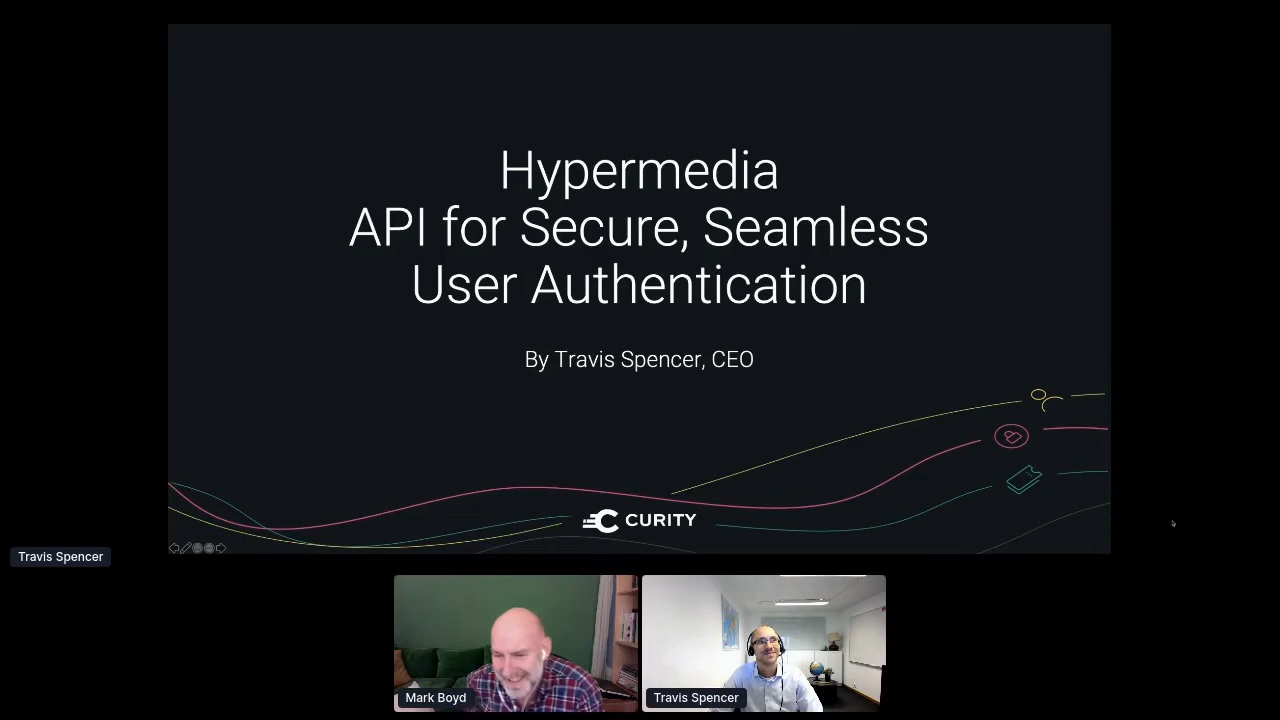 Hypermedia
API for Secure, Seamless
User Authentication
By Travis Spencer, CEO
CURITY
Travis Spencer
Mark Boyd
Travis Spencer